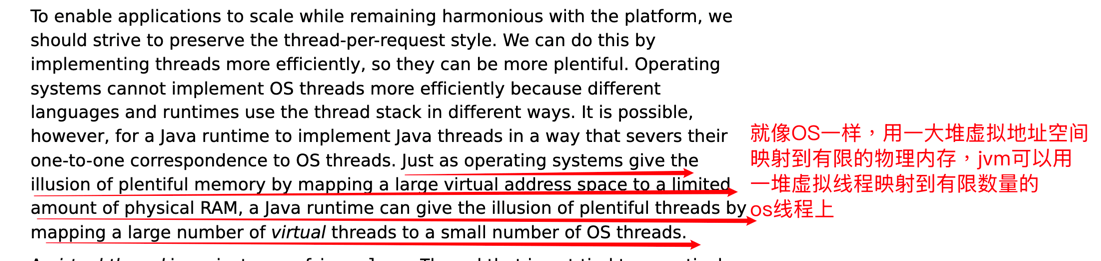 To enable applications to scale while remaining harmonious with the platform, we
should strive to preserve the thread-per-request style. We can do this by
implementing threads more efficiently, so they can be more plentiful. Operating
systems cannot implement OS threads more efficiently because different
languages and runtimes use the thread stack in different ways. It is possible,
however, for a Java runtime to implement Java threads in a way that severs their
one-to-one correspondence to OS threads. Just as operating systems give the
illusion of plentiful memory by mapping a large virtual address space to a limited
amount of physical RAM, a Java runtime can give the illusion of plentiful threads by
mapping a large number of virtual threads to a small number of OS threads.
就像OS一样，用一大堆虚拟地址空间
映射到有限的物理内存，jvm可以用
一堆虚拟线程映射到有限数量的
os线程上